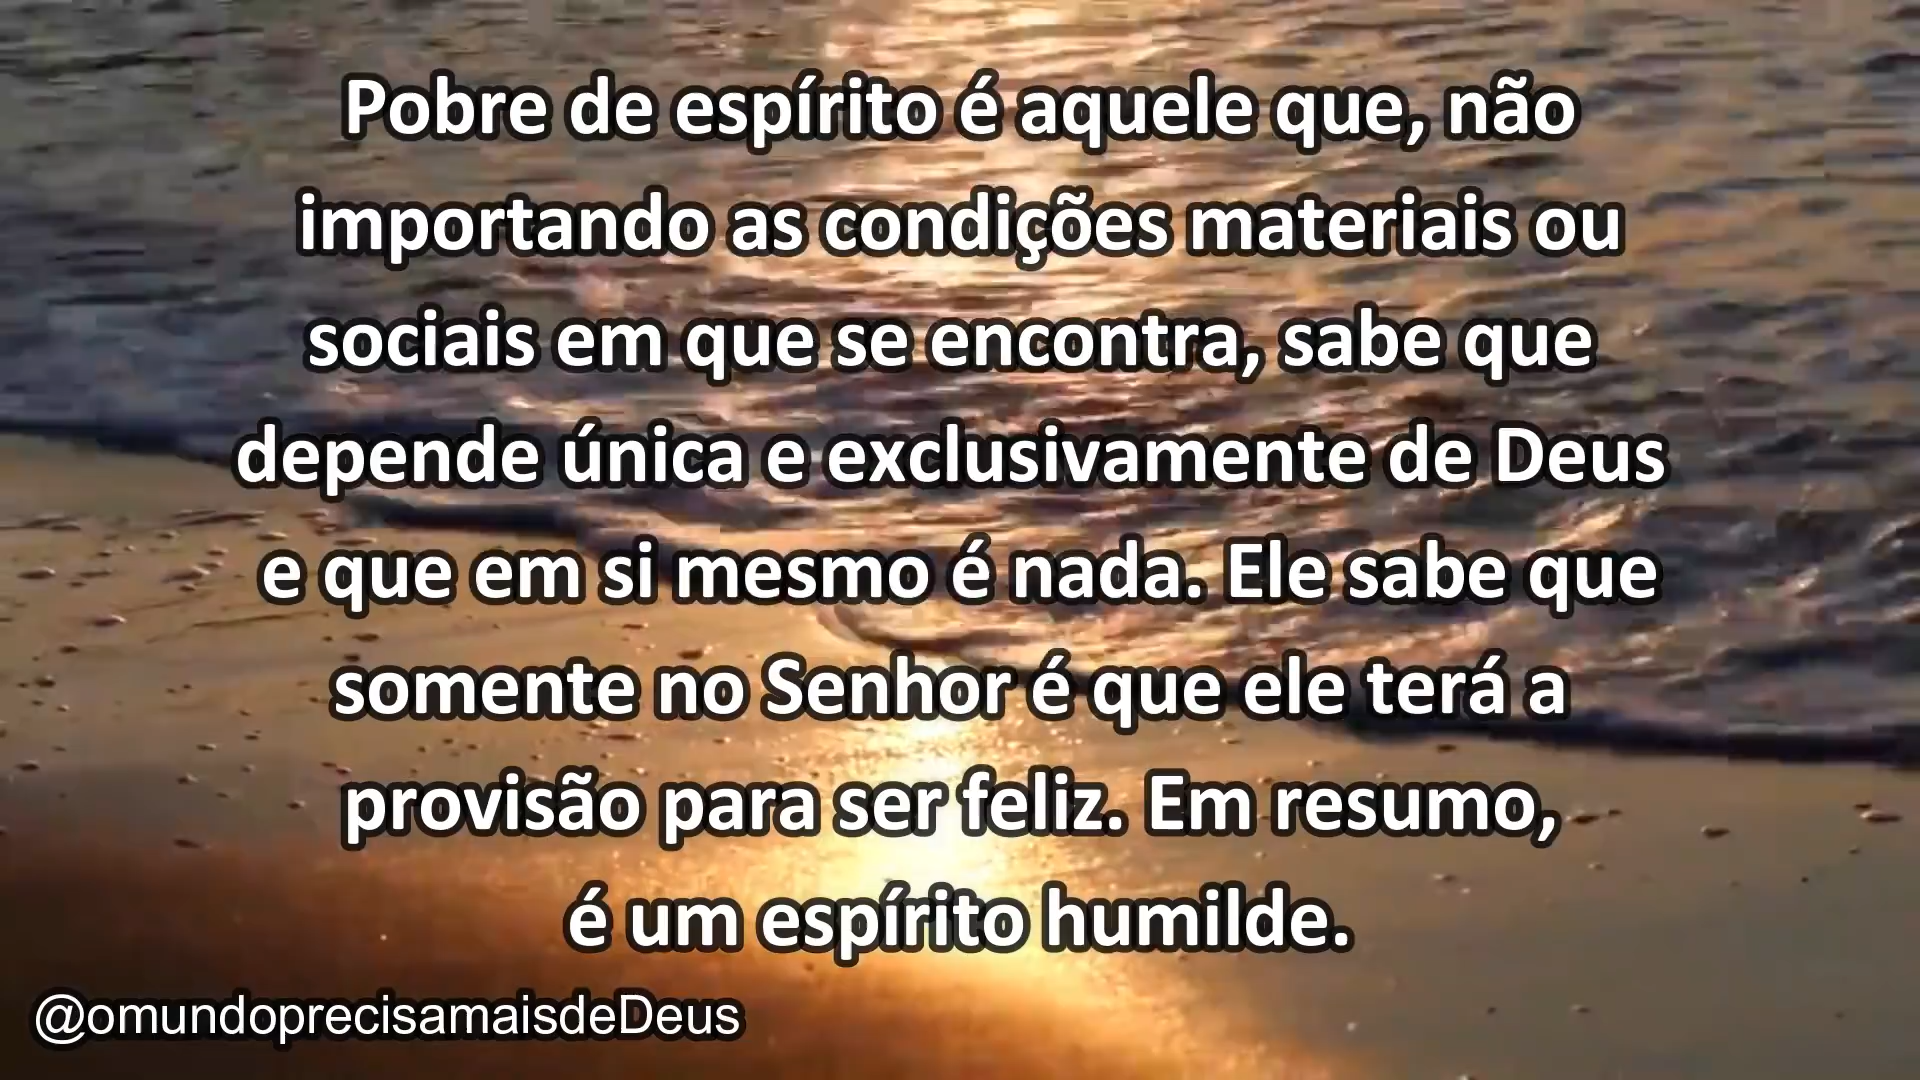 Pobre de espírito é aquele que, não
importando as condições materiais ou
sociais em que se encontra, sabe que
depende única e exclusivamente de Deus
e que em si mesmo é nada. Ele sabe que
somente no Senhor é que ele terá a
provisão para ser feliz. Em resumo,
é um espírito humilde.
@omundoprecisamaisdeDeus